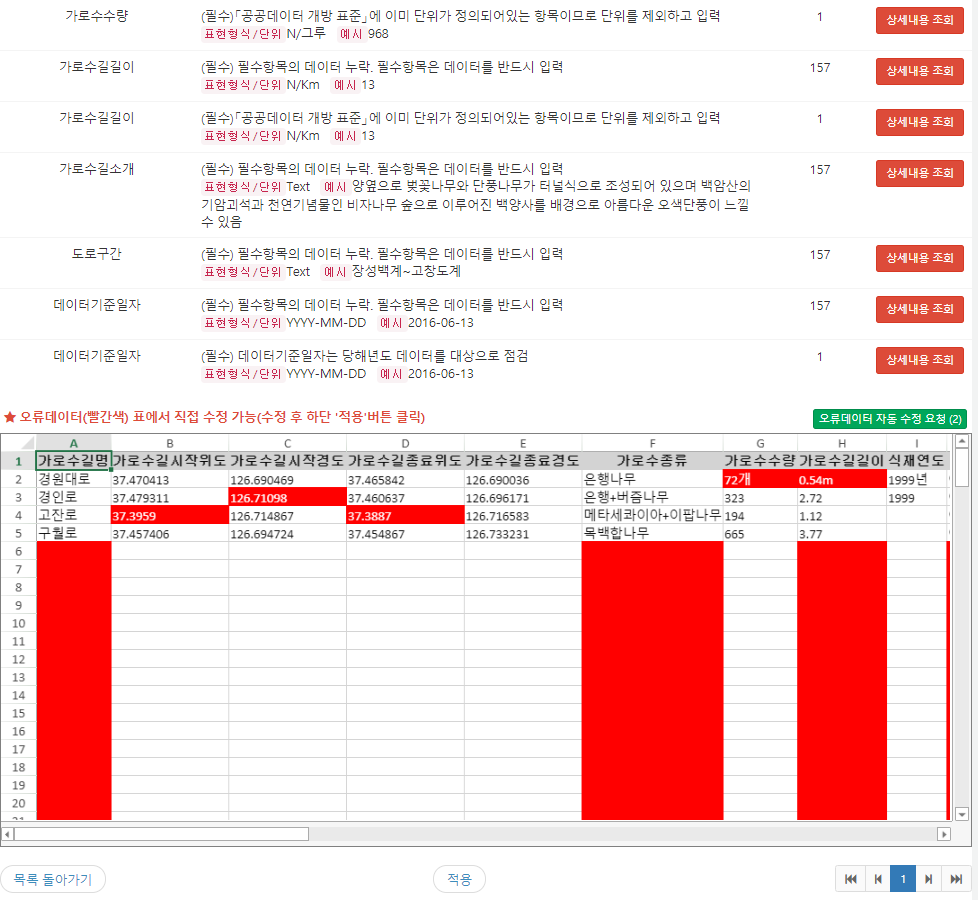 가로수수량 (필수)「공공데이터 개방 표준」에 이미 단위가 정의되어있는 항목이므로 단위를 제외하고 입력 1 상세내용 조회
표현형식/단위 N/그루 예시 968
가로수길길이 (필수) 필수항목의 데이터 누락. 필수항목은 데이터를 반드시 입력 157 상세내용 조회
표현형식/단위 N/Km 예시 13
가로수길길이 (필수)「공공데이터 개방 표준」에 이미 단위가 정의되어있는 항목이므로 단위를 제외하고 입력 1 상세내용 조회
표현형식/단위 N/Km 예시 13
가로수길소개 (필수) 필수항목의 데이터 누락. 필수항목은 데이터를 반드시 입력 157 상세내용 조회
표현형식/단위 Text 예시 양옆으로 벚꽃나무와 단풍나무가 터널식으로 조성되어 있으며 백암산의
기암괴석과 천연기념물인 비자나무 숲으로 이루어진 백양사를 배경으로 아름다운 오색단풍이 느낄
수 있음
도로구간 (필수) 필수항목의 데이터 누락. 필수항목은 데이터를 반드시 입력 157 상세내용 조회
표현형식/단위 Text 예시 장성백계~고창도계
데이터기준일자 (필수) 필수항목의 데이터 누락. 필수항목은 데이터를 반드시 입력 157 상세내용 조회
표현형식/단위 YYYY-MM-DD 예시 2016-06-13
데이터기준일자 (필수) 데이터기준일자는 당해년도 데이터를 대상으로 점검 1 상세내용 조회
표현형식/단위 YYYY-MM-DD 예시 2016-06-13
★ 오류데이터(빨간색) 표에서 직접 수정 가능(수정 후 하단 '적용'버튼 클릭) 오류데이터 자동 수정 요청 (2)
A B C D E F G H I
1 가로수길명 가로수길시작위도 가로수길시작경도 가로수길종료위도 가로수길종료경도 가로수종류 가로수수량 가로수길길이 식재연도
2 경원대로 37.470413 126.690469 37.465842 126.690036 은행나무 72개 0.54m 1999년
3 경인로 37.479311 126.71098 37.460637 126.696171 은행+버즘나무 323 2.72 1999
4 고잔로 37.3959 126.714867 37.3887 126.716583 메타세콰이아+이팝나무 194 1.12
5 구월로 37.457406 126.694724 37.454867 126.733231 목백합나무 665 3.77
6
7
8
9
10
11
12
13
14
15
16
17
18
19
20
목록 돌아가기 적용 1